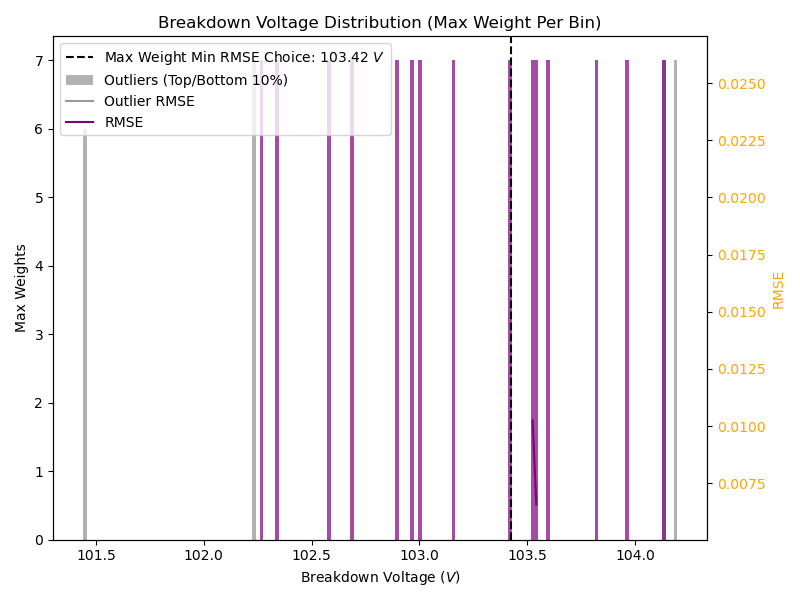 Breakdown Voltage Distribution (Max Weight Per Bin)
Max Weight Min RMSE Choice: 103.42 V
Outliers (Top/Bottom 10%)
Outlier RMSE
RMSE
7
6
5
4
3
2
1
0
Max Weights
0.0250
0.0225
0.0200
0.0175
0.0150
0.0125
0.0100
0.0075
RMSE
101.5 102.0 102.5 103.0 103.5 104.0
Breakdown Voltage (V)